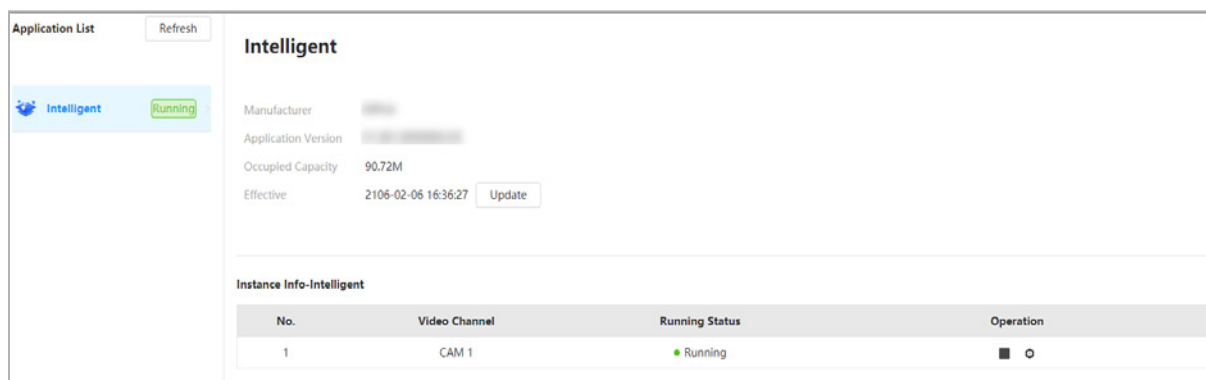 Application List Refresh
Intelligent Running
Intelligent
Manufacturer
Application Version
Occupied Capacity 90.72M
Effective 2106-02-06 16:36:27 Update
Instance Info-Intelligent
No. Video Channel Running Status Operation
1 CAM 1 Running